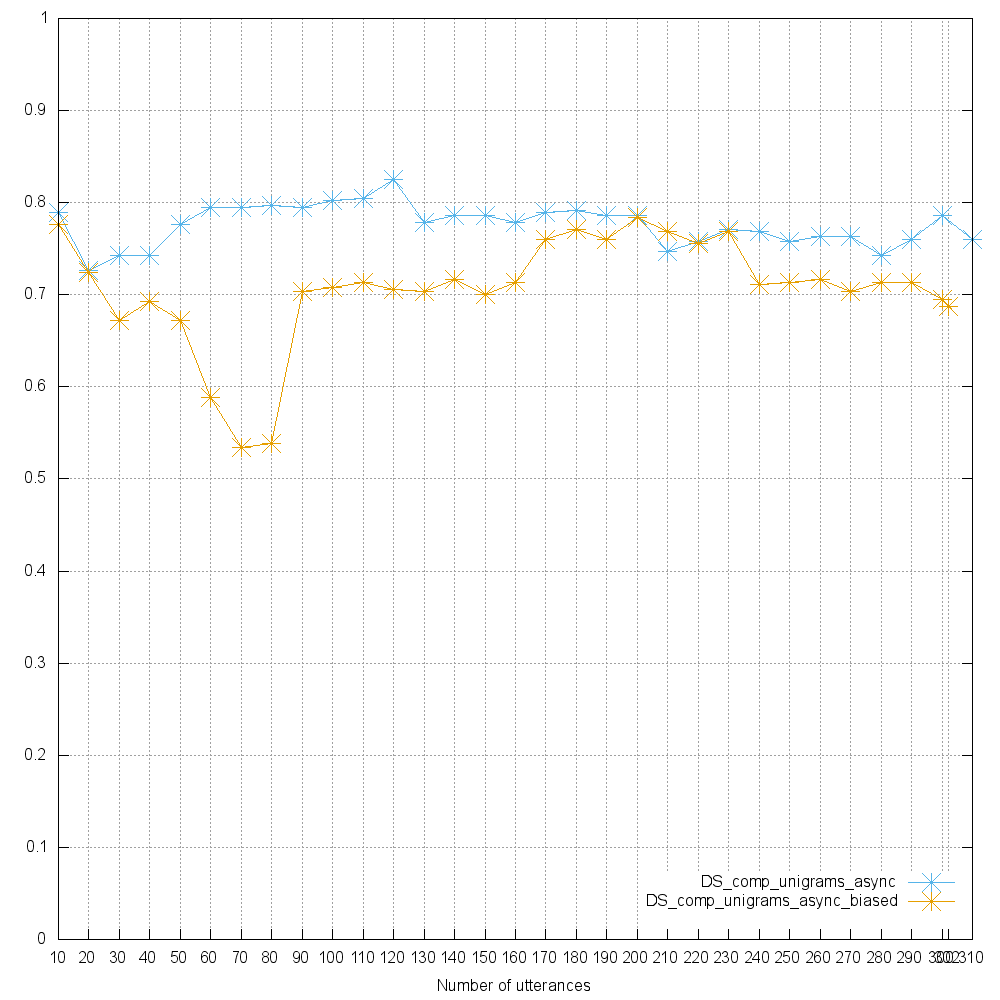 1
0.9
0.8
0.7
0.6
0.5
0.4
0.3
0.2
0.1
0
DS_comp_unigrams_async
DS_comp_unigrams_async_biased
10 20 30 40 50 60 70 80 90 100 110 120 130 140 150 160 170 180 190 200 210 220 230 240 250 260 270 280 290 300 302 310
Number of utterances